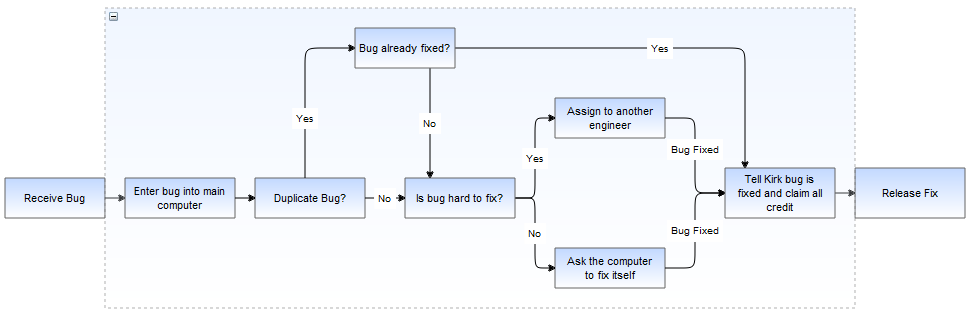 Bug already fixed?
Yes
Yes
No
Assign to another
engineer
Bug Fixed
Yes
Receive Bug
Enter bug into main
computer
Duplicate Bug?
No
Is bug hard to fix?
Tell Kirk bug is
fixed and claim all
credit
Release Fix
No
Bug Fixed
Ask the computer
to fix itself